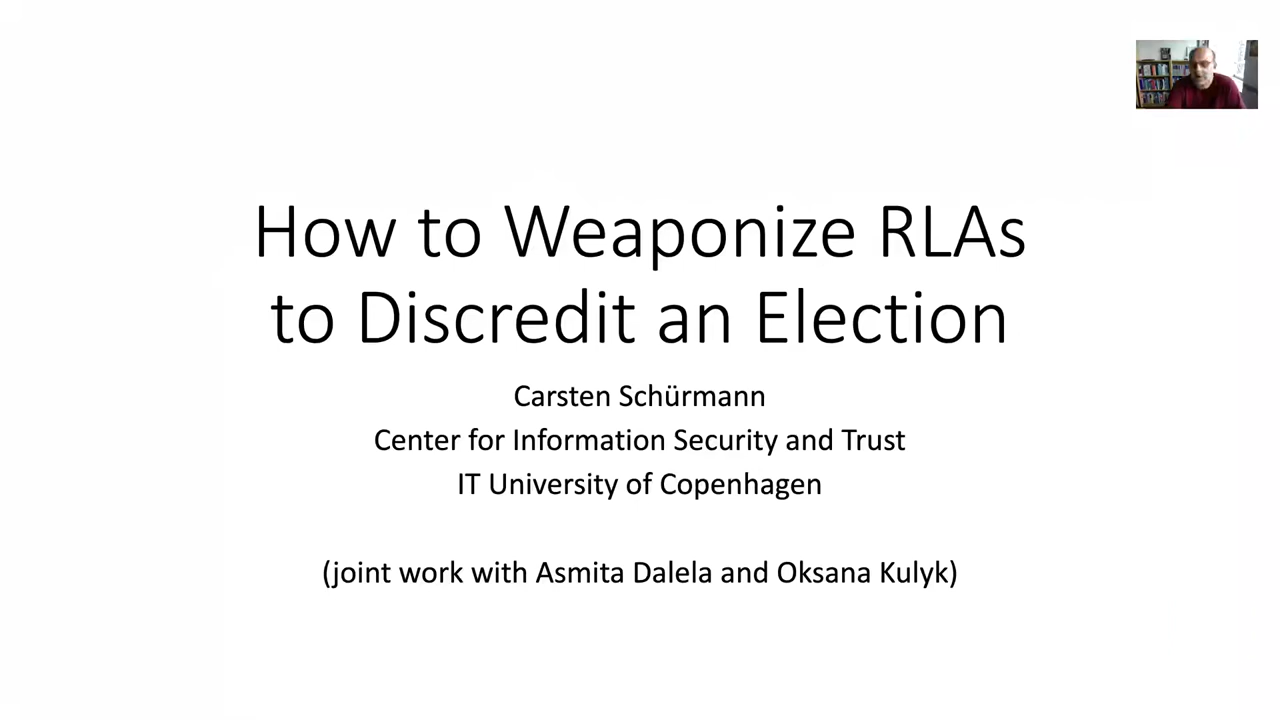 How to Weaponize RLAs
to Discredit an Election
Carsten Schürmann
Center for Information Security and Trust
IT University of Copenhagen
(joint work with Asmita Dalela and Oksana Kulyk)